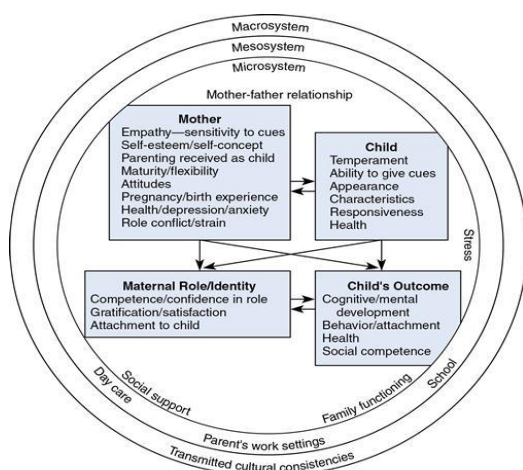 Macrosystem
Mesosystem
Microsystem
Mother-father relationship
Mother
Empathy—sensitivity to cues
Self-esteem/self-concept
Parenting received as child
Maturity/flexibility
Attitudes
Pregnancy/birth experience
Health/depression/anxiety
Role conflict/strain
Child
Temperament
Ability to give cues
Appearance
Characteristics
Responsiveness
Health
Stress
Maternal Role/Identity
Competence/confidence in role
Gratification/satisfaction
Attachment to child
Child's Outcome
Cognitive/mental
development
Behavior/attachment
Health
Social competence
Day care
Social support
Family functioning
School
Parent's work settings
Transmitted cultural consistencies